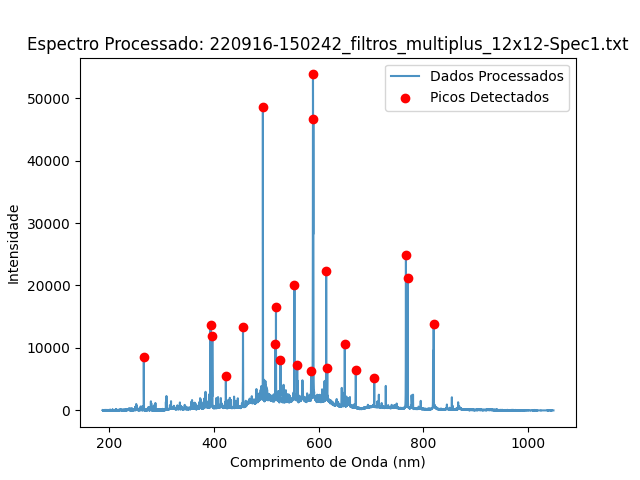 Espectro Processado: 220916-150242_filtros_multiplus_12x12-Spec1.txt
Dados Processados
Picos Detectados
50000
40000
30000
20000
10000
0
Intensidade
200 400 600 800 1000
Comprimento de Onda (nm)